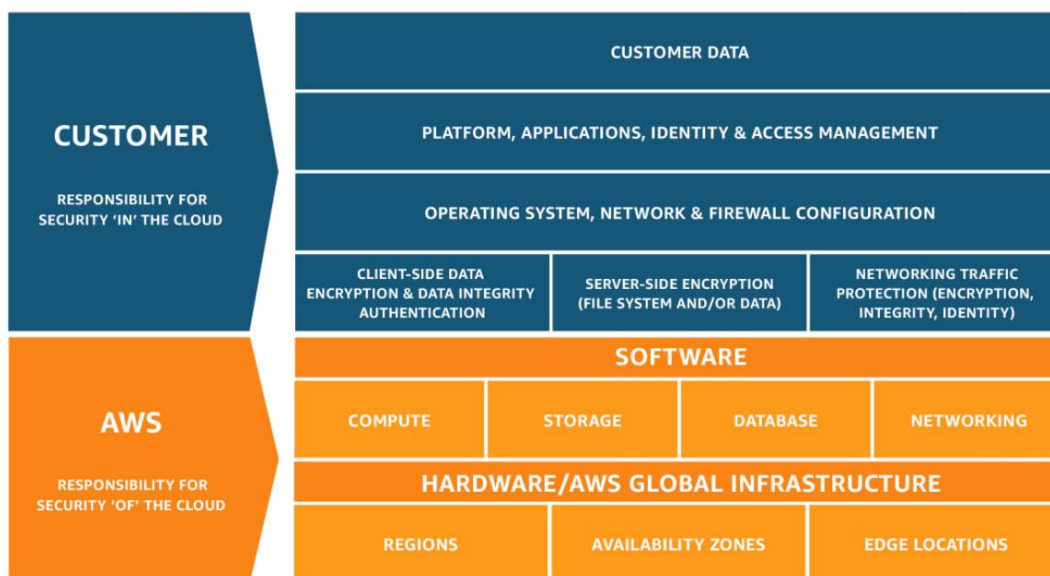 CUSTOMER
RESPONSIBILITY FOR
SECURITY ‘IN’ THE CLOUD
CUSTOMER DATA
PLATFORM, APPLICATIONS, IDENTITY & ACCESS MANAGEMENT
OPERATING SYSTEM, NETWORK & FIREWALL CONFIGURATION
CLIENT-SIDE DATA
ENCRYPTION & DATA INTEGRITY
AUTHENTICATION
SERVER-SIDE ENCRYPTION
(FILE SYSTEM AND/OR DATA)
NETWORKING TRAFFIC
PROTECTION (ENCRYPTION,
INTEGRITY, IDENTITY)
AWS
RESPONSIBILITY FOR
SECURITY ‘OF’ THE CLOUD
SOFTWARE
COMPUTE
STORAGE
DATABASE
NETWORKING
HARDWARE/AWS GLOBAL INFRASTRUCTURE
REGIONS
AVAILABILITY ZONES
EDGE LOCATIONS